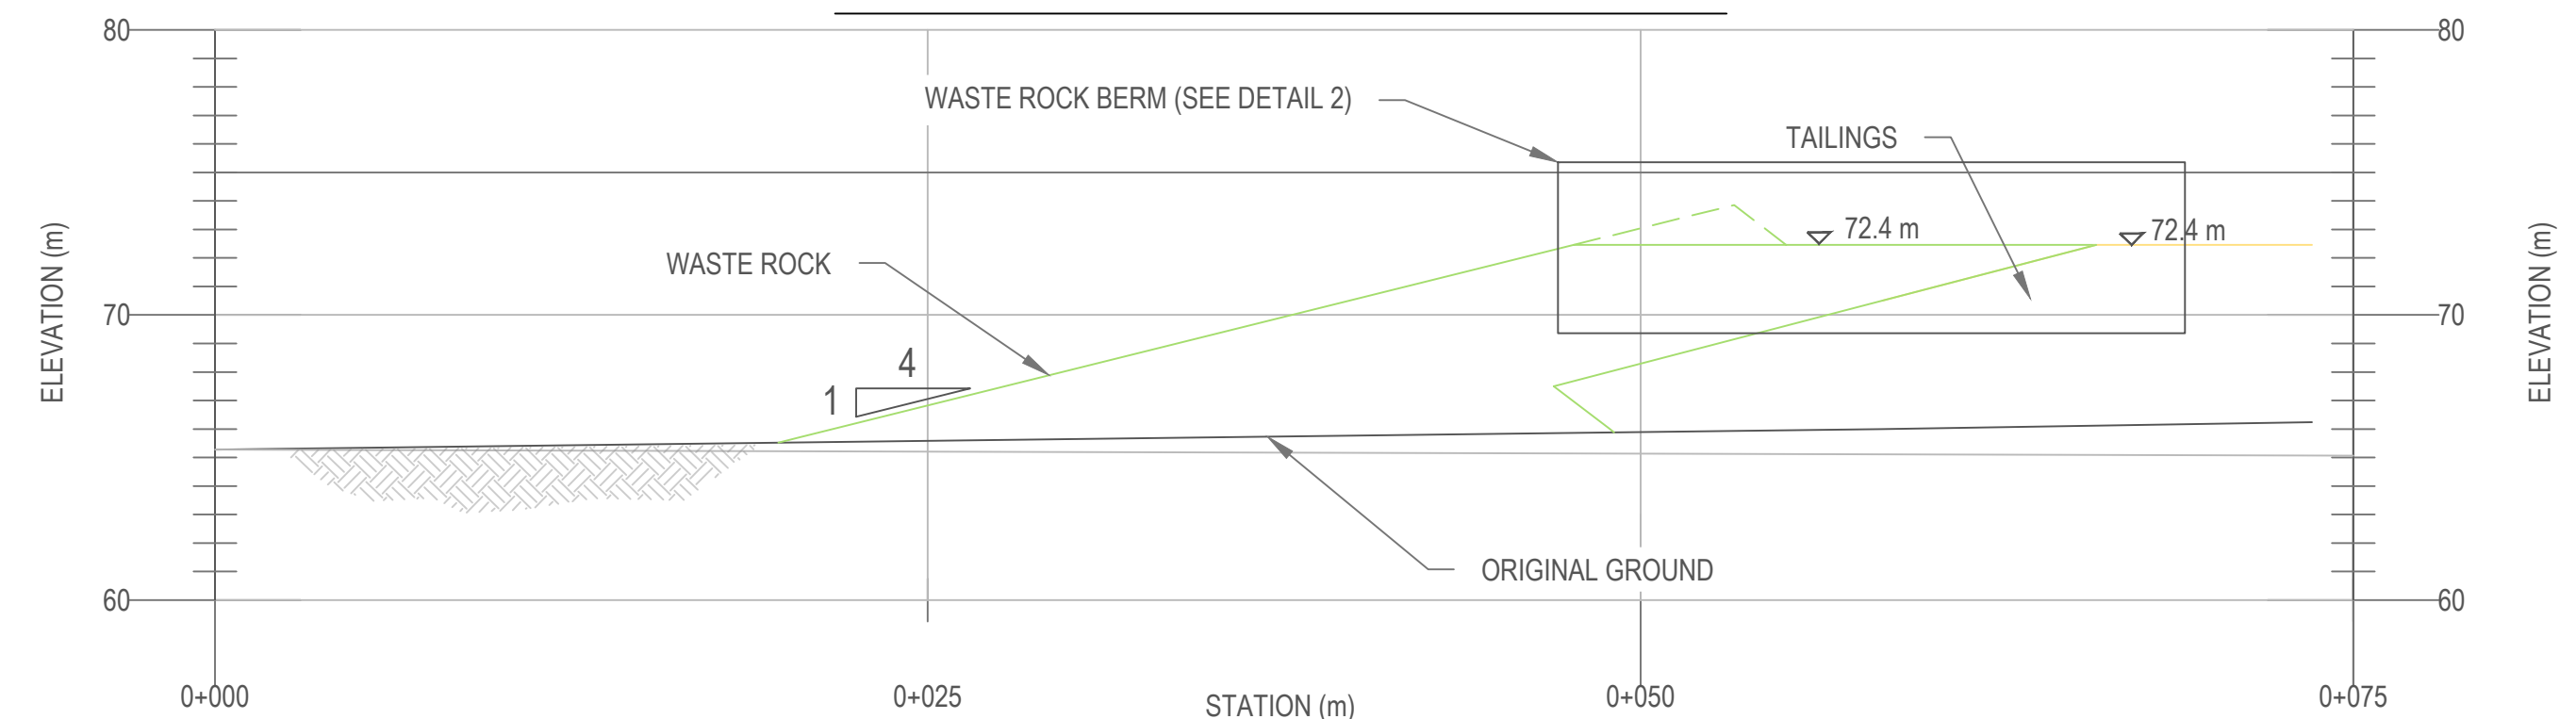 80
80
WASTE ROCK BERM (SEE DETAIL 2)
TAILINGS
72.4 m
72.4 m
WASTE ROCK
ELEVATION (m)
ELEVATION (m)
70
70
4
1
ORIGINAL GROUND
60
60
0+000
0+025
STATION (m)
0+050
0+075